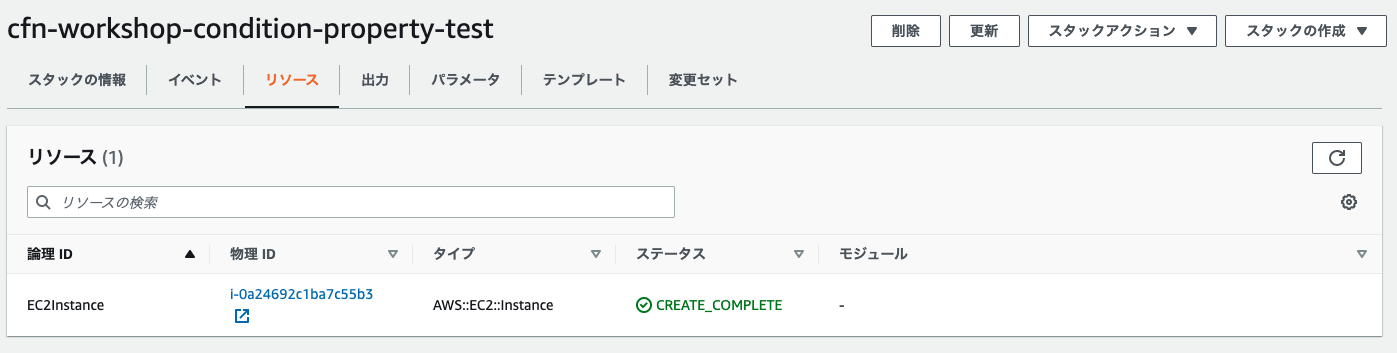 cfn-workshop-condition-property-test
削除 更新 スタックアクション スタックの作成
スタックの情報 イベント リソース 出力 パラメータ テンプレート 変更セット
リソース (1)
リソースの検索
論理 ID 物理 ID タイプ ステータス モジュール
EC2Instance i-0a24692c1ba7c55b3 AWS::EC2::Instance CREATE_COMPLETE -